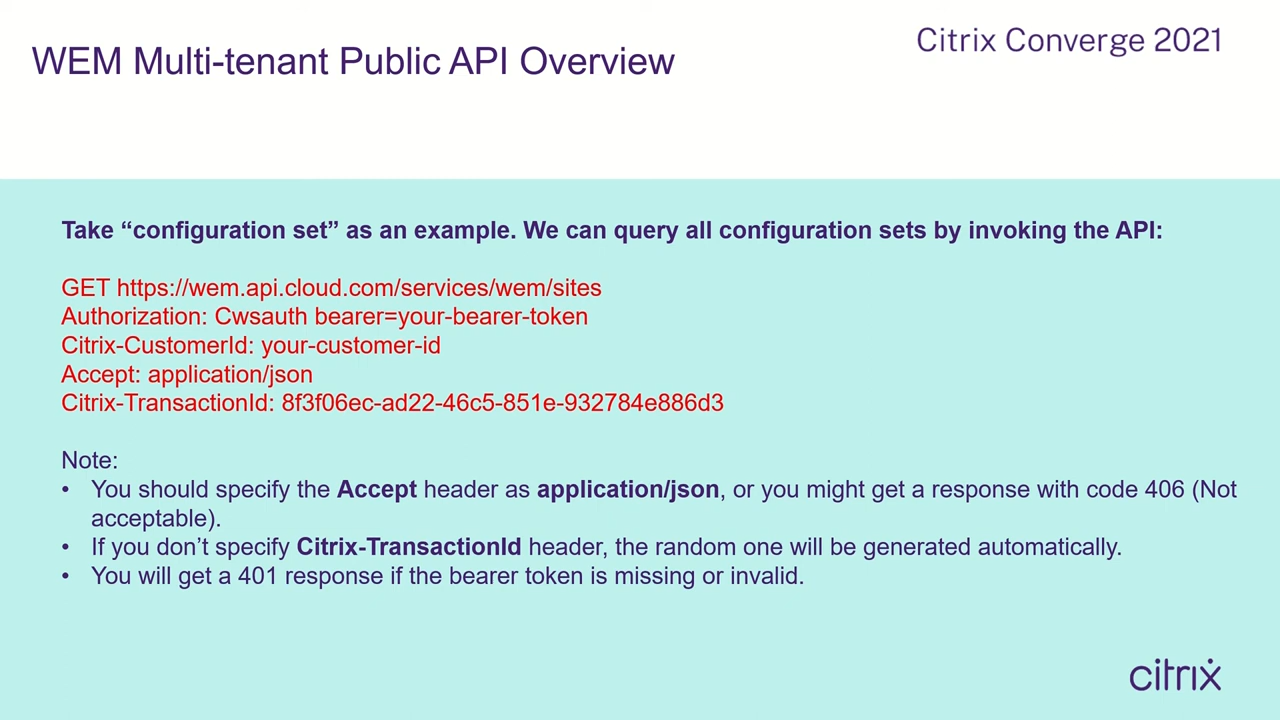 WEM Multi-tenant Public API Overview
Citrix Converge 2021
Take “configuration set” as an example. We can query all configuration sets by invoking the API:
GET https://wem.api.cloud.com/services/wem/sites
Authorization: Cwsauth bearer=your-bearer-token
Citrix-CustomerId: your-customer-id
Accept: application/json
Citrix-TransactionId: 8f3f06ec-ad22-46c5-851e-932784e886d3
Note:
• You should specify the Accept header as application/json, or you might get a response with code 406 (Not
acceptable).
• If you don’t specify Citrix-TransactionId header, the random one will be generated automatically.
• You will get a 401 response if the bearer token is missing or invalid.
citrix